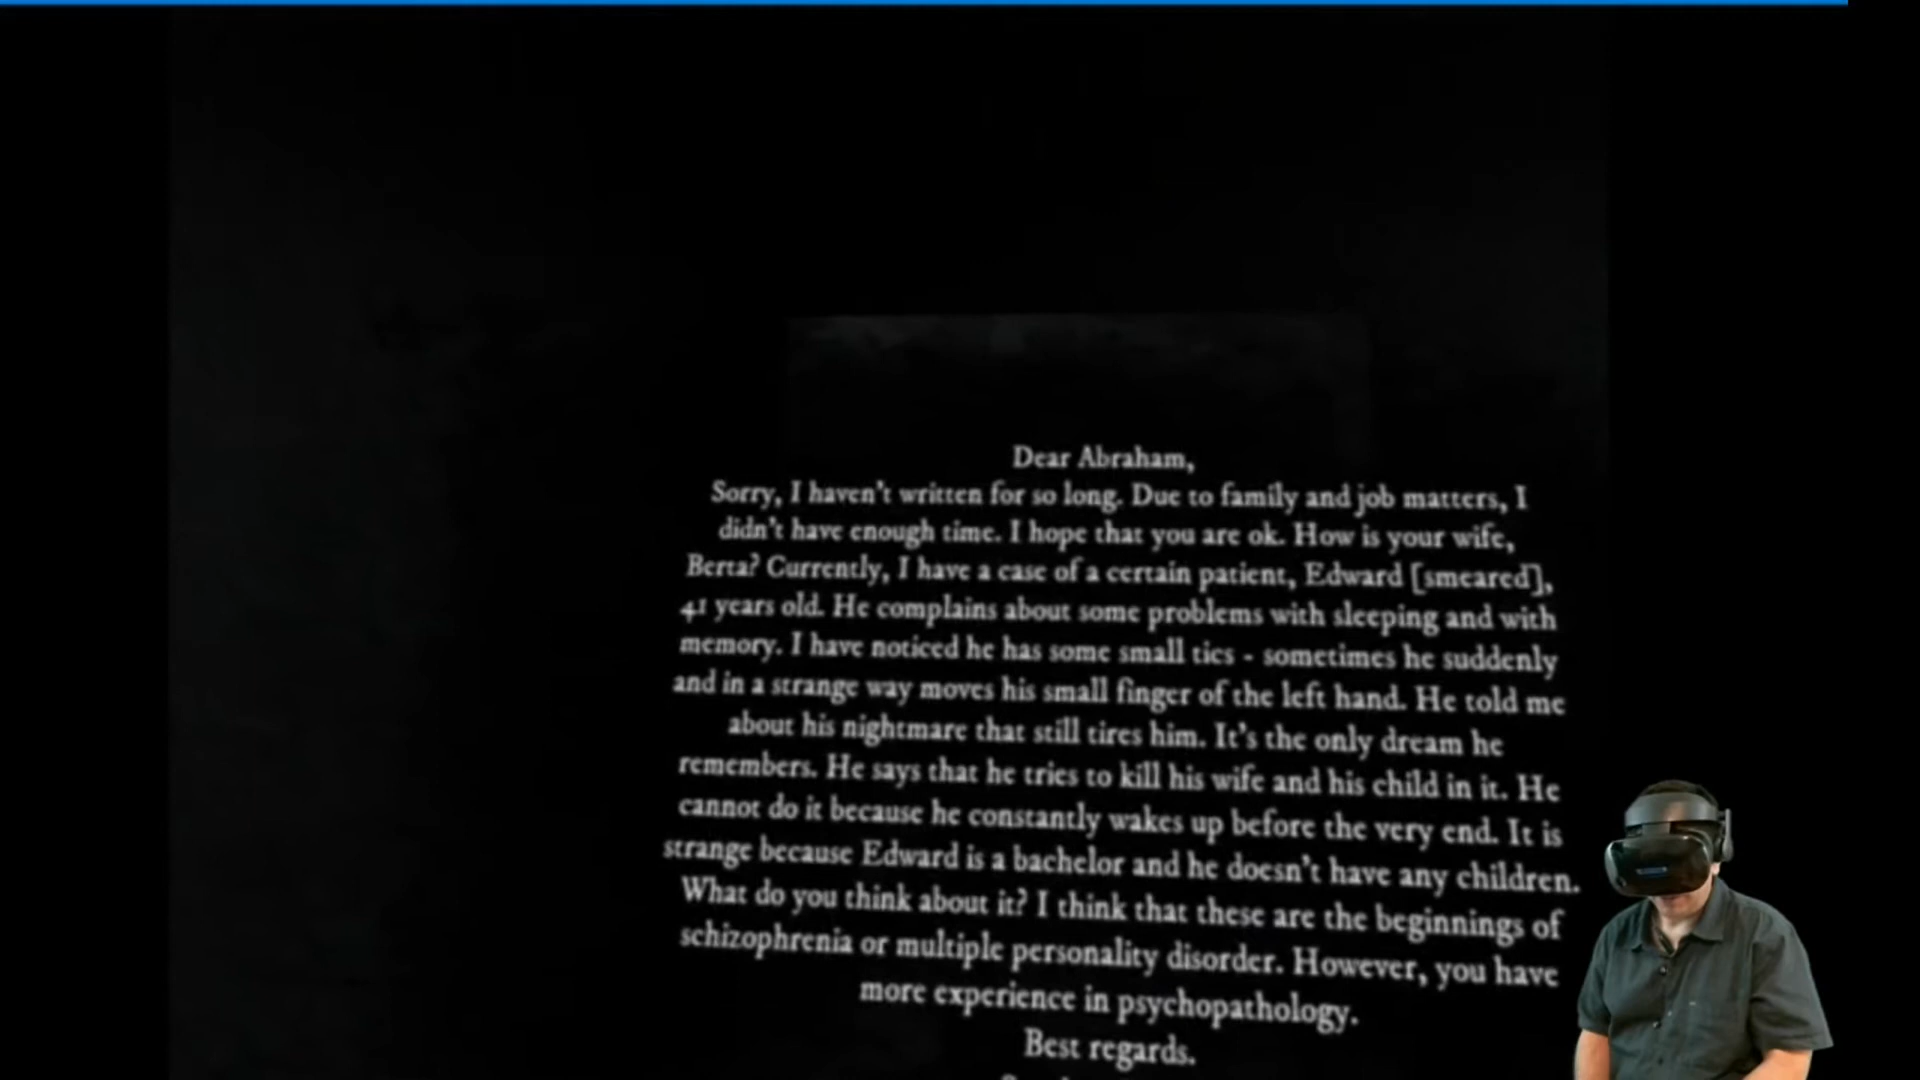 Dear Abraham,
Sorry, I haven't written for so long. Due to family and job matters, I
didn't have enough time. I hope that you are ok. How is your wife,
Berta? Currently, I have a case of a certain patient, Edward [smeared],
41 years old. He complains about some problems with sleeping and with
memory. I have noticed he has some small tics - sometimes he suddenly
and in a strange way moves his small finger of the left hand. He told me
about his nightmare that still tires him. It's the only dream he
remembers. He says that he tries to kill his wife and his child in it. He
cannot do it because he constantly wakes up before the very end. It is
strange because Edward is a bachelor and he doesn't have any children.
What do you think about it? I think that these are the beginnings of
schizophrenia or multiple personality disorder. However, you have
more experience in psychopathology.
Best regards.